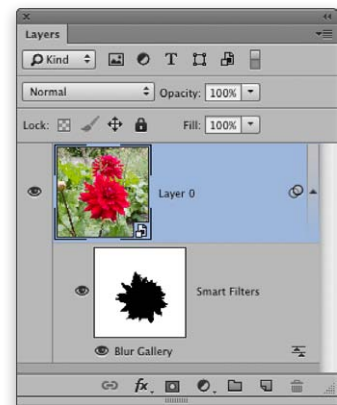 Layers
Kind
Normal Opacity: 100%
Lock: Fill: 100%
Layer 0
Smart Filters
Blur Gallery